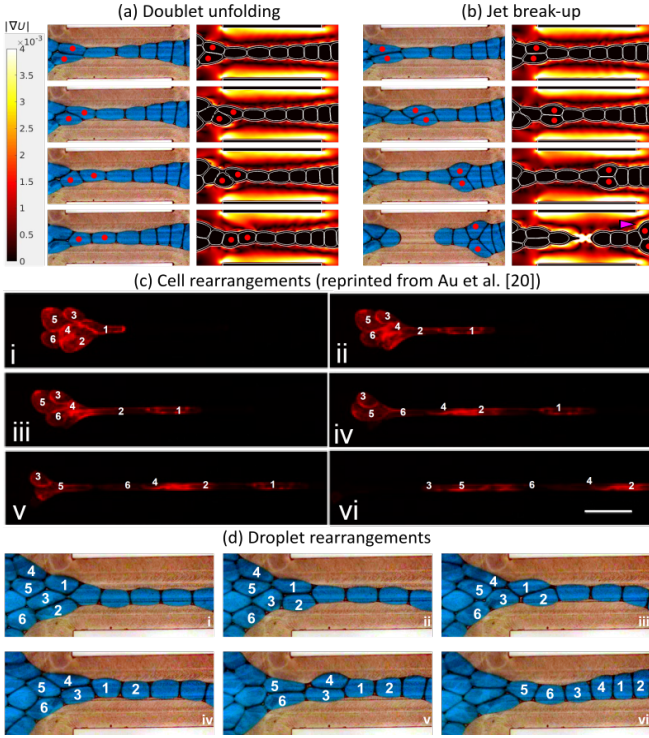 (a) Doublet unfolding
(b) Jet break-up
|∇U|
×10⁻³
4
3.5
3
2.5
2
1.5
1
0.5
0
(c) Cell rearrangements (reprinted from Au et al. [20])
5 3 4 1 6 2 i
5 3 4 2 1 6 ii
5 3 4 6 2 1 iii
3 5 6 4 2 1 iv
3 5 6 4 2 1 v
3 5 6 4 2 vi
(d) Droplet rearrangements
4 1 5 3 2 6 i
4 1 5 3 2 6 ii
4 1 5 3 2 6 iii
4 5 3 1 2 6 iv
5 4 3 1 2 6 v
5 6 3 4 1 2 vi